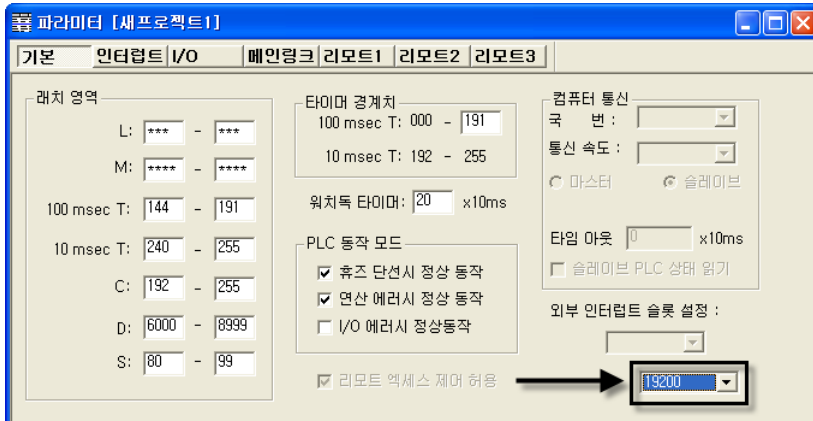 파라미터 [새프로젝트1]
기본 인터럽트 I/O 메인링크 리모트1 리모트2 리모트3
래치 영역
L: *** - ***
M: **** - ****
100 msec T: 144 - 191
10 msec T: 240 - 255
C: 192 - 255
D: 6000 - 8999
S: 80 - 99
타이머 경계치
100 msec T: 000 - 191
10 msec T: 192 - 255
워치독 타이머: 20 x10ms
PLC 동작 모드
휴즈 단선시 정상 동작
연산 에러시 정상 동작
I/O 에러시 정상동작
리모트 엑세스 제어 허용
컴퓨터 통신
국 번 :
통신 속도 :
마스터 슬레이브
타임 아웃 0 x10ms
슬레이브 PLC 상태 읽기
외부 인터럽트 슬롯 설정 :
19200